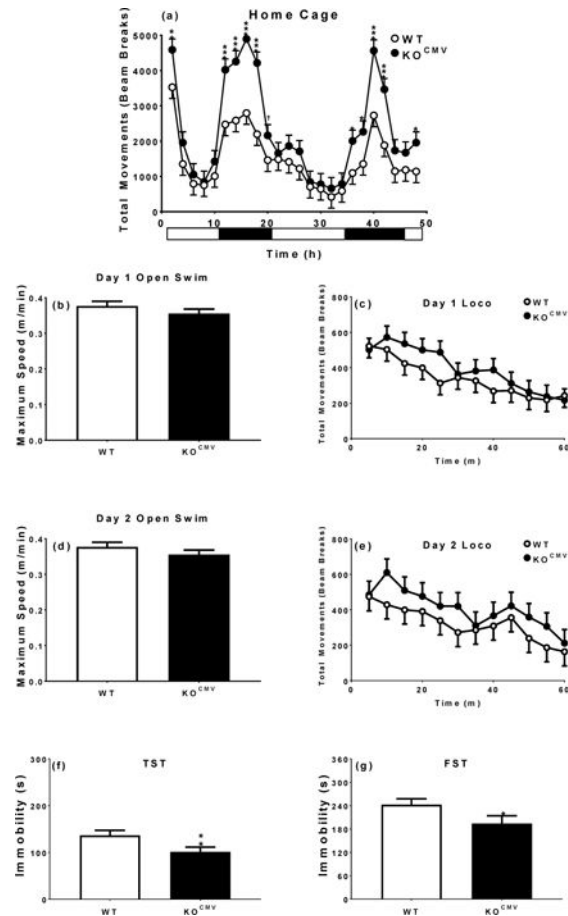 (a) Home Cage
WT
KO^CMV
Total Movements (Beam Breaks)
5000
4000
3000
2000
1000
0
0 10 20 30 40 50
Time (h)
Day 1 Open Swim
(b)
Maximum Speed (m/min)
0.4
0.3
0.2
0.1
0.0
WT KO^CMV
(c) Day 1 Loco
WT
KO^CMV
Total Movements (Beam Breaks)
800
600
400
200
0
0 20 40 60
Time (m)
Day 2 Open Swim
(d)
Maximum Speed (m/min)
0.4
0.3
0.2
0.1
0.0
WT KO^CMV
(e) Day 2 Loco
WT
KO^CMV
Total Movements (Beam Breaks)
800
600
400
200
0 20 40 60
Time (m)
(f) TST
Immobility (s)
300
200
100
0
WT KO^CMV
(g) FST
Immobility (s)
360
270
180
90
0
WT KO^CMV